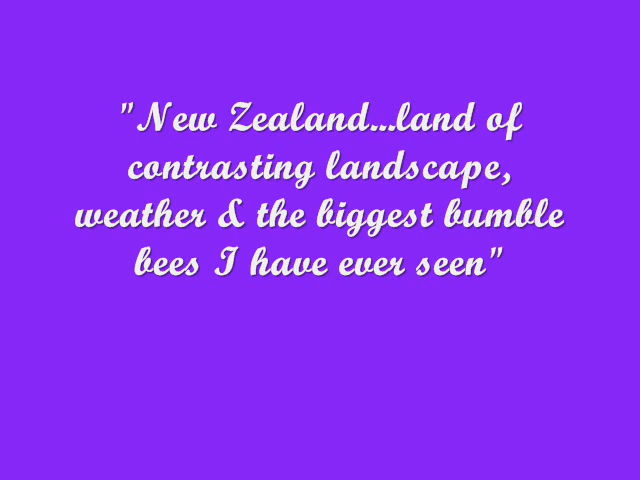 "New Zealand...land of
contrasting landscape,
weather & the biggest bumble
bees I have ever seen"